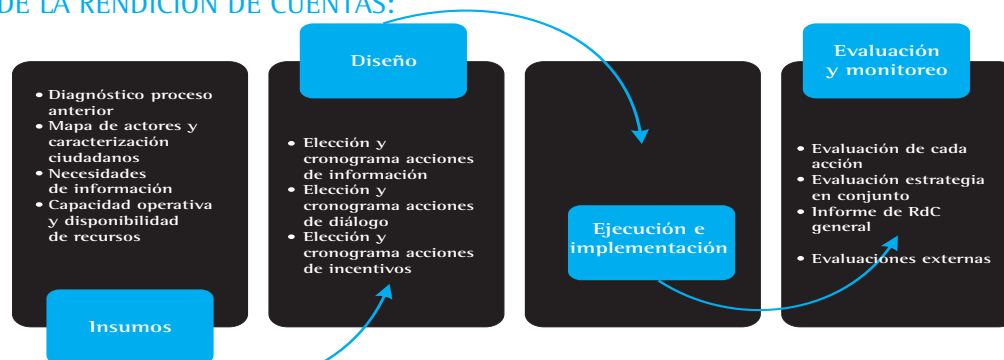 DE LA RENDICIÓN DE CUENTAS:
• Diagnóstico proceso
anterior
• Mapa de actores y
caracterización
ciudadanos
• Necesidades
de información
• Capacidad operativa
y disponibilidad
de recursos
Insumos
Diseño
• Elección y
cronograma acciones
de información
• Elección y
cronograma acciones
de diálogo
• Elección y
cronograma acciones
de incentivos
Ejecución e
implementación
Evaluación
y monitoreo
• Evaluación de cada
acción
• Evaluación estrategia
en conjunto
• Informe de RdC
general
• Evaluaciones externas